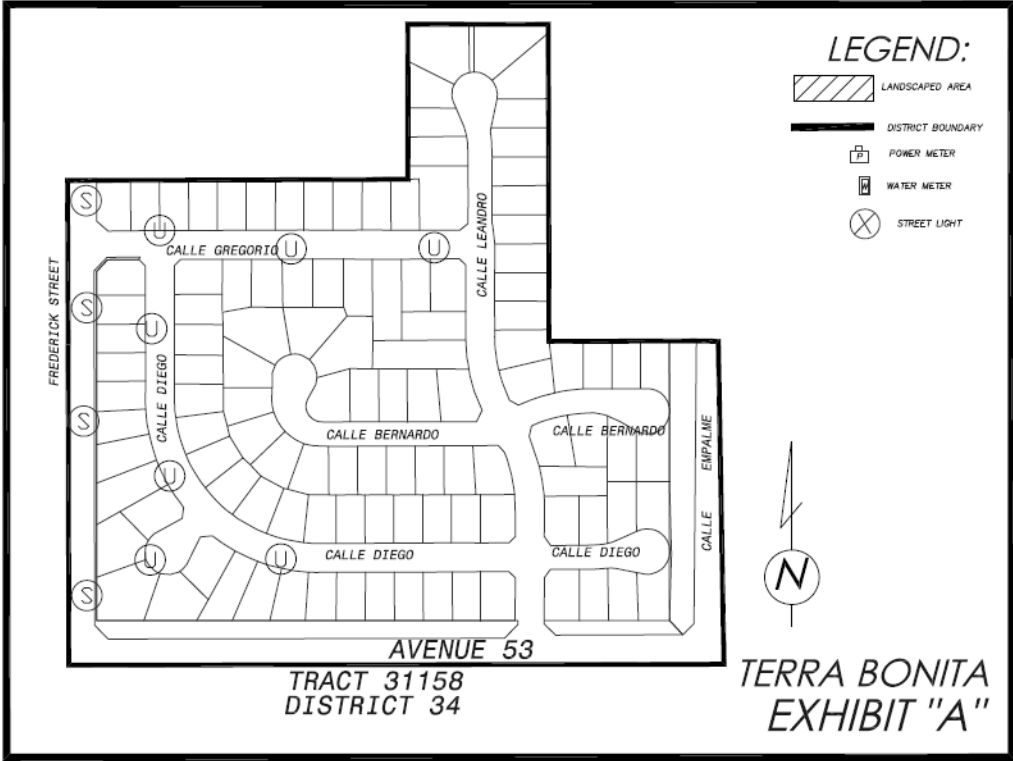 LEGEND:
LANDSCAPED AREA
DISTRICT BOUNDARY
P
POWER METER
W
WATER METER
X
STREET LIGHT
S
U
CALLE GREGORIO
U
U
CALLE LEANDRO
FREDERICK STREET
S
U
CALLE DIEGO
S
CALLE BERNARDO
CALLE BERNARDO
CALLE EMPALME
U
U
U
CALLE DIEGO
CALLE DIEGO
S
N
AVENUE 53
TRACT 31158
DISTRICT 34
TERRA BONITA
EXHIBIT "A"